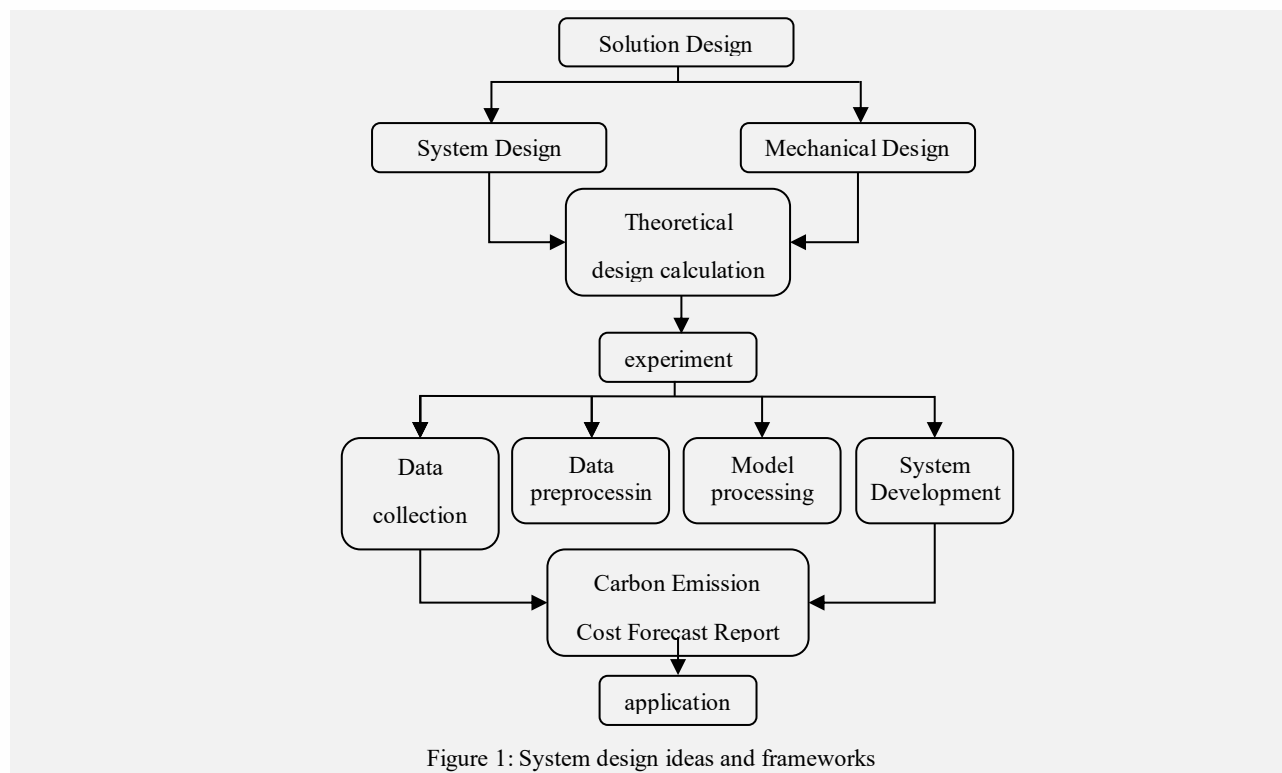 Solution Design
System Design
Mechanical Design
Theoretical
design calculation
experiment
Data
collection
Data
preprocessin
Model
processing
System
Development
Carbon Emission
Cost Forecast Report
application
Figure 1: System design ideas and frameworks